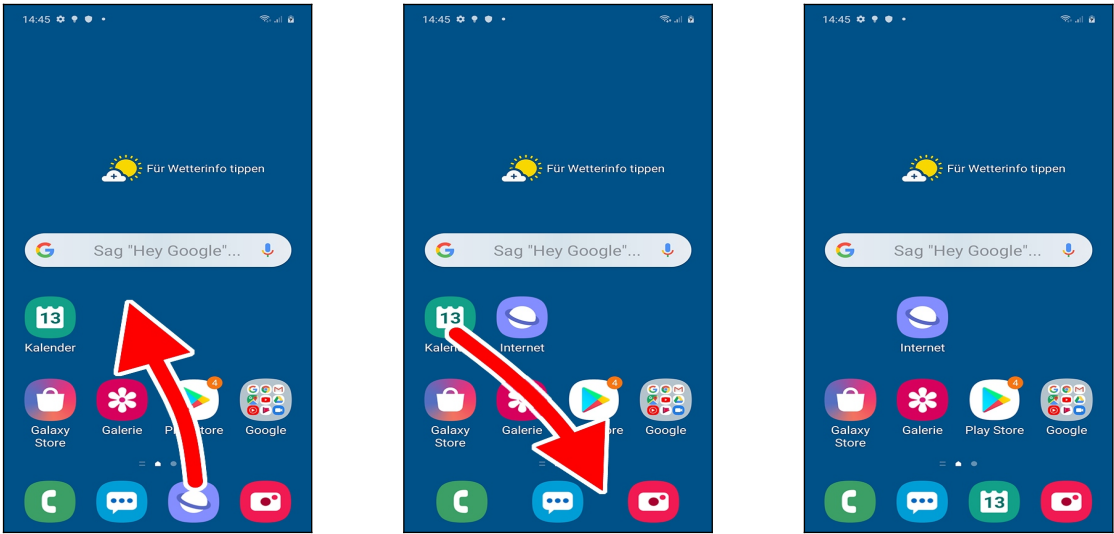 14:45
Für Wetterinfo tippen
Sag "Hey Google"...
13
Kalender
4
Galaxy Store
Galerie
Google
14:45
Für Wetterinfo tippen
Sag "Hey Google"...
13
Internet
4
Galaxy Store
Galerie
Google
14:45
Für Wetterinfo tippen
Sag "Hey Google"...
Internet
4
Galaxy Store
Galerie
Play Store
Google
13